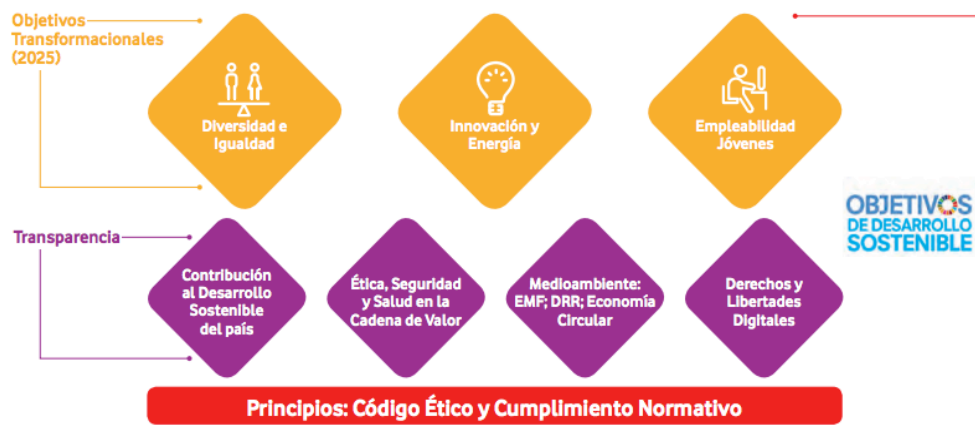 Objetivos
Transformacionales
(2025)
Diversidad e
Igualdad
Innovación y
Energía
Empleabilidad
Jóvenes
OBJETIVOS
DE DESARROLLO
SOSTENIBLE
Transparencia
Contribución
al Desarrollo
Sostenible
del país
Ética, Seguridad
y Salud en la
Cadena de Valor
Medioambiente:
EMF; DRR; Economía
Circular
Derechos y
Libertades
Digitales
Principios: Código Ético y Cumplimiento Normativo